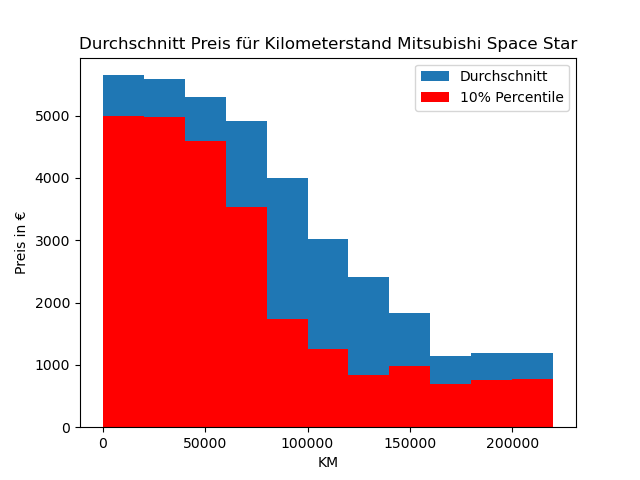 Durchschnitt Preis für Kilometerstand Mitsubishi Space Star
Durchschnitt
10% Percentile
Preis in €
5000
4000
3000
2000
1000
0
0 50000 100000 150000 200000
KM